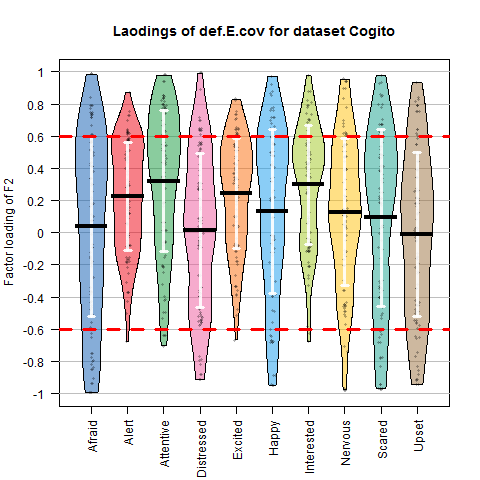 Laodings of def.E.cov for dataset Cogito
Factor loading of F2
1
0.8
0.6
0.4
0.2
0
-0.2
-0.4
-0.6
-0.8
-1
Afraid
Alert
Attentive
Distressed
Excited
Happy
Interested
Nervous
Scared
Upset